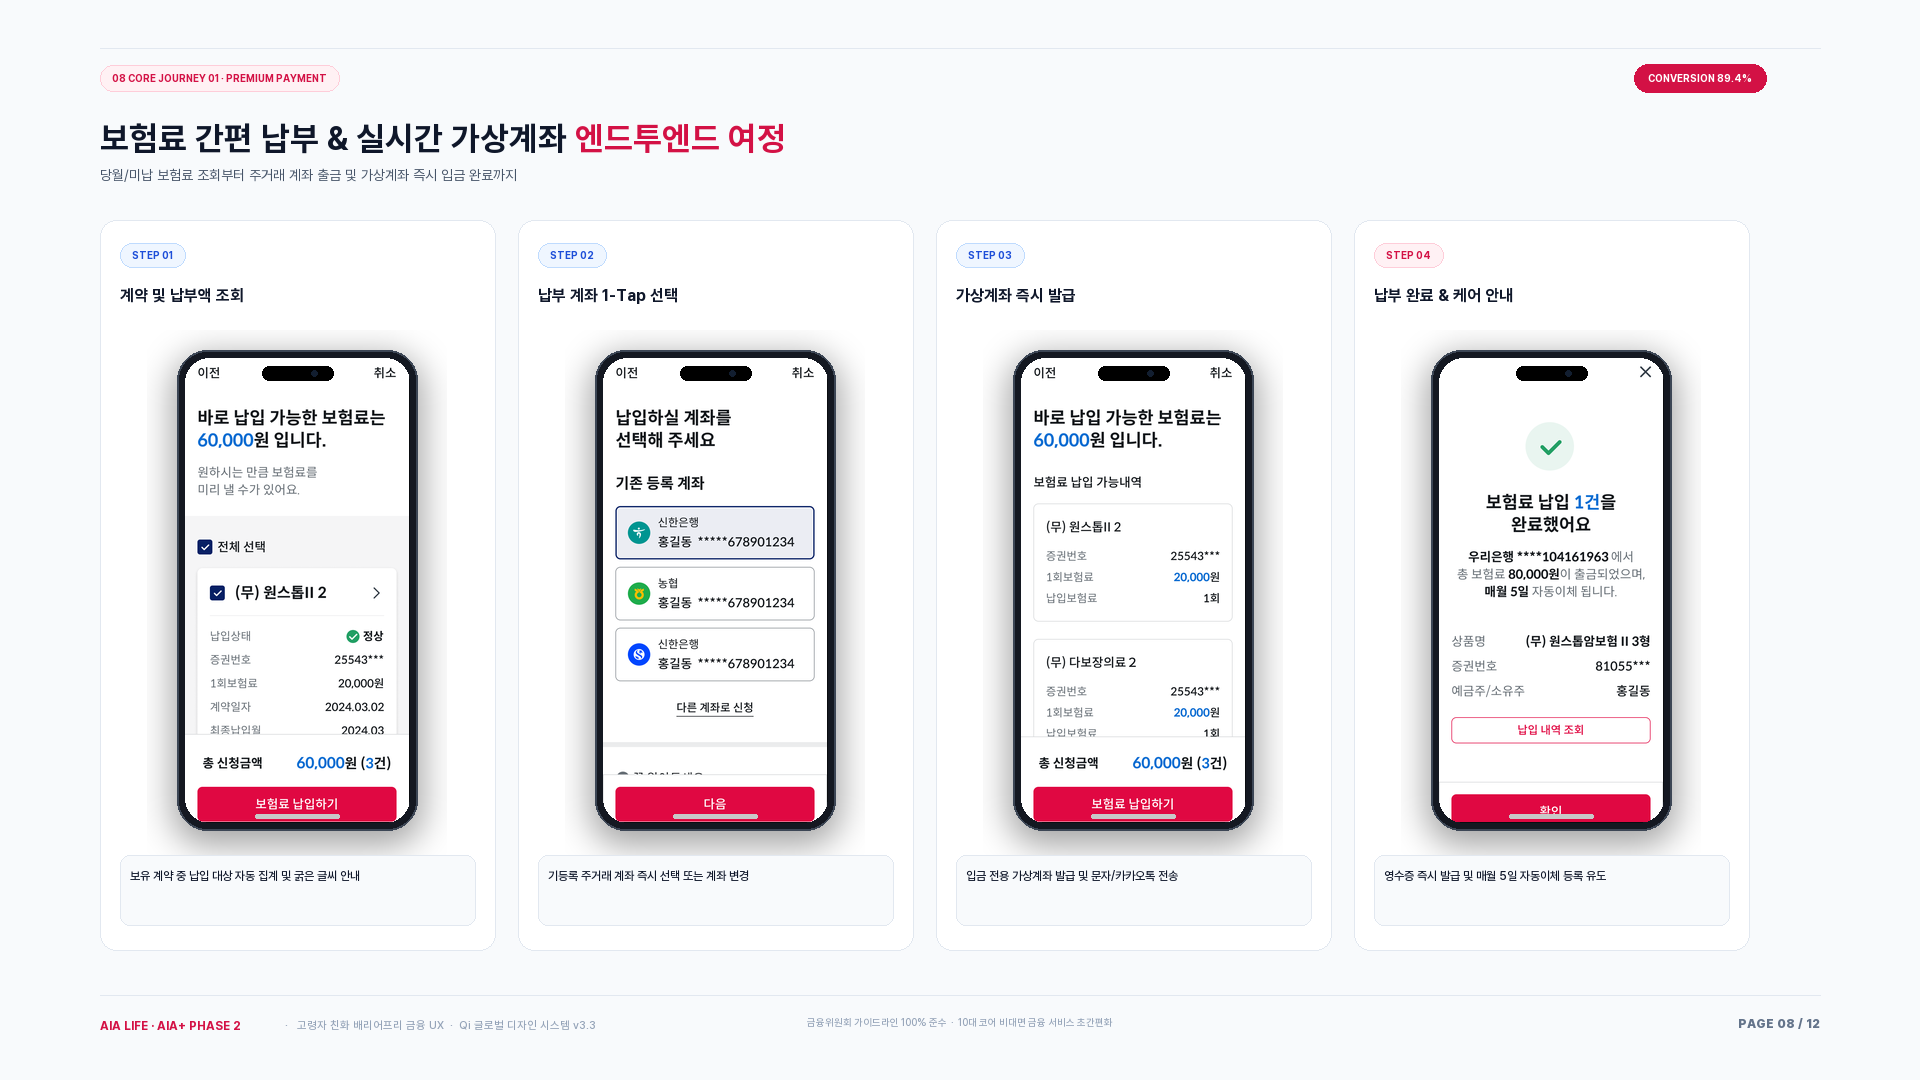 08 CORE JOURNEY 01 · PREMIUM PAYMENT
CONVERSION 89.4%
보험료 간편 납부 & 실시간 가상계좌 엔드투엔드 여정
당월/미납 보험료 조회부터 주거래 계좌 출금 및 가상계좌 즉시 입금 완료까지
STEP 01
계약 및 납부액 조회
이전
취소
바로 납입 가능한 보험료는
60,000원 입니다.
원하시는 만큼 보험료를
미리 낼 수가 있어요.
전체 선택
(무) 원스톱II 2
납입상태
정상
증권번호
25543***
1회보험료
20,000원
계약일자
2024.03.02
최종납입월
2024.03
총 신청금액
60,000원 (3건)
보험료 납입하기
보유 계약 중 납입 대상 자동 집계 및 굵은 글씨 안내
STEP 02
납부 계좌 1-Tap 선택
이전
취소
납입하실 계좌를
선택해 주세요
기존 등록 계좌
신한은행
홍길동 *****678901234
농협
홍길동 *****678901234
신한은행
홍길동 *****678901234
다른 계좌로 신청
다음
기등록 주거래 계좌 즉시 선택 또는 계좌 변경
STEP 03
가상계좌 즉시 발급
이전
취소
바로 납입 가능한 보험료는
60,000원 입니다.
보험료 납입 가능내역
(무) 원스톱II 2
증권번호
25543***
1회보험료
20,000원
납입보험료
1회
(무) 다보장의료 2
증권번호
25543***
1회보험료
20,000원
납입보험료
1회
총 신청금액
60,000원 (3건)
보험료 납입하기
입금 전용 가상계좌 발급 및 문자/카카오톡 전송
STEP 04
납부 완료 & 케어 안내
보험료 납입 1건을
완료했어요
우리은행 ****104161963 에서
총 보험료 80,000원이 출금되었으며,
매월 5일 자동이체 됩니다.
상품명
(무) 원스톱암보험 II 3형
증권번호
81055***
예금주/소유주
홍길동
납입 내역 조회
확인
영수증 즉시 발급 및 매월 5일 자동이체 등록 유도
AIA LIFE · AIA+ PHASE 2
· 고령자 친화 배리어프리 금융 UX · Qi 글로벌 디자인 시스템 v3.3
금융위원회 가이드라인 100% 준수 · 10대 코어 비대면 금융 서비스 초간편화
PAGE 08 / 12